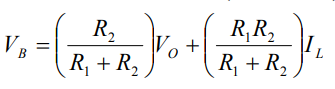 V_B = (R_2 / (R_1 + R_2)) V_O + (R_1 R_2 / (R_1 + R_2)) I_L